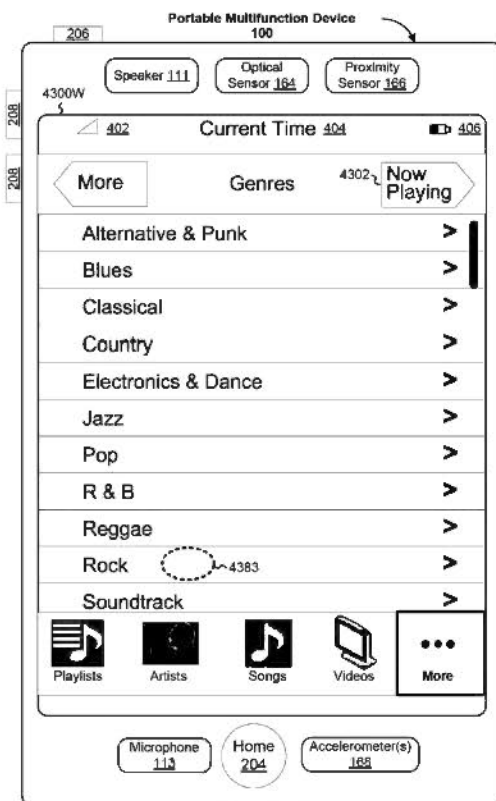 Portable Multifunction Device
100
206
Speaker 111
Optical
Sensor 164
Proximity
Sensor 166
208
4300W
402
Current Time 404
406
208
More
Genres
4302
Now
Playing
Alternative & Punk >
Blues >
Classical >
Country >
Electronics & Dance >
Jazz >
Pop >
R & B >
Reggae >
Rock 4383 >
Soundtrack >
Playlists
Artists
Songs
Videos
More
Microphone
113
Home
204
Accelerometer(s)
168